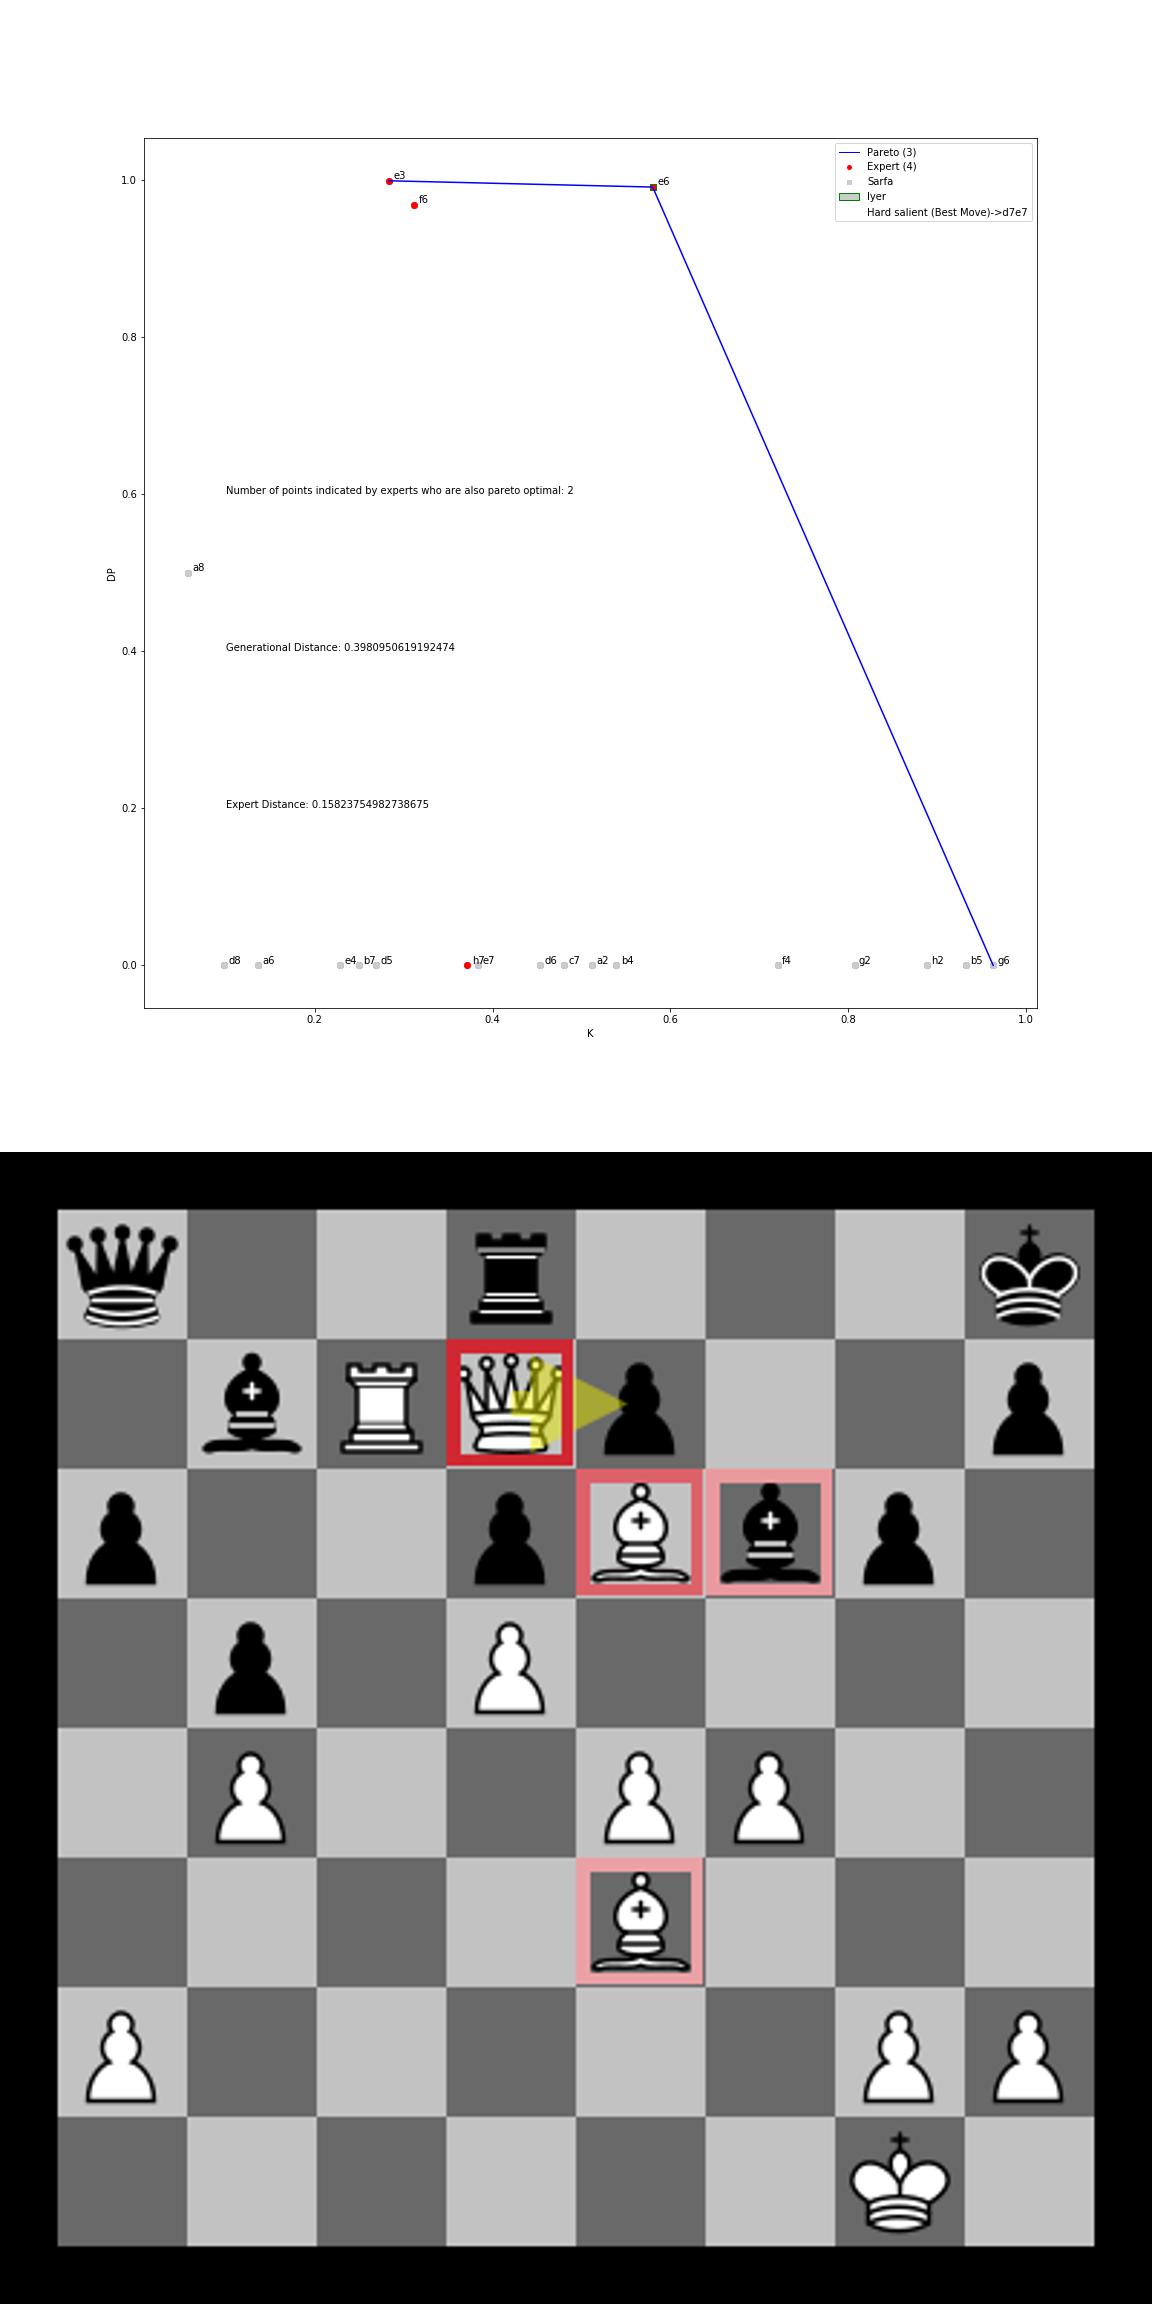 Pareto (3)
Expert (4)
Sarfa
Iyer
Hard salient (Best Move)->d7e7
1.0
e3
e6
f6
0.8
Number of points indicated by experts who are also pareto optimal: 2
0.6
DP
a8
Generational Distance: 0.3980950619192474
0.4
Expert Distance: 0.15823754982738675
0.2
0.0
d8 a6 e4 b7 d5 h7 e7 d6 c7 a2 b4 f4 g2 h2 b5 g6
0.2 0.4 0.6 0.8 1.0
K